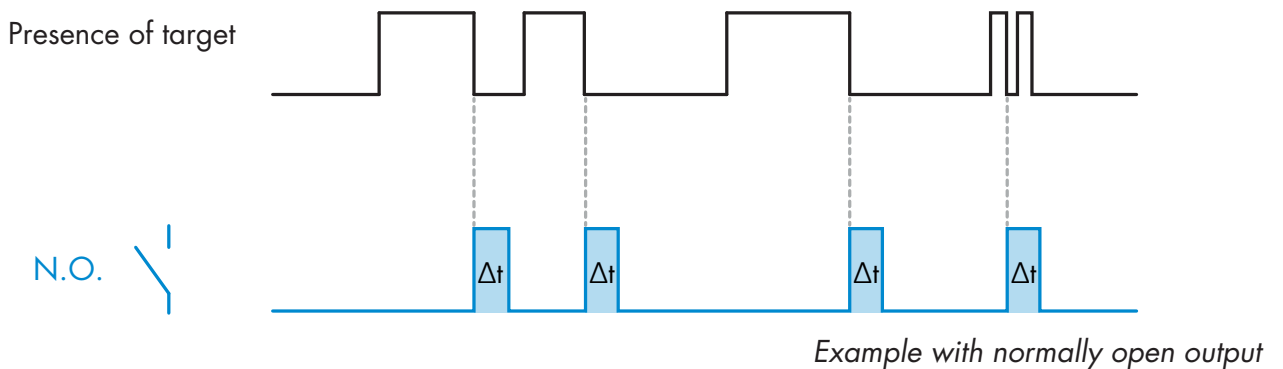 Presence of target
N.O.
Δt Δt Δt Δt
Example with normally open output